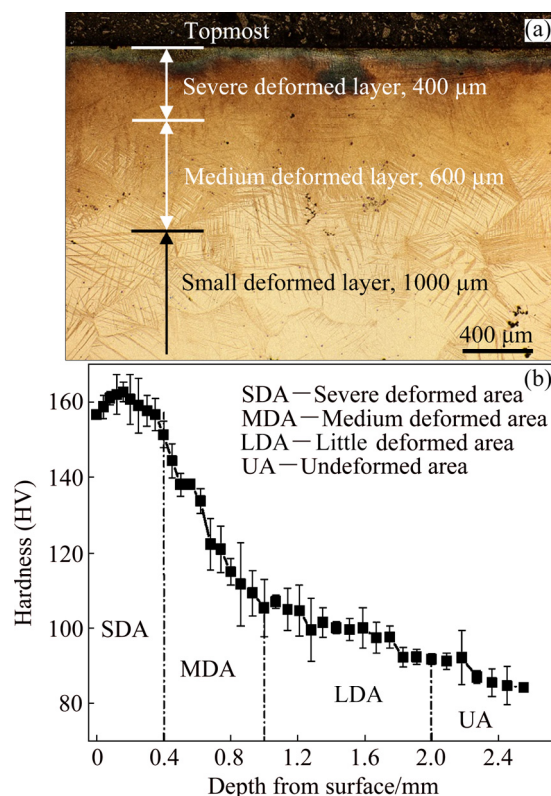 Topmost
(a)
Severe deformed layer, 400 μm
Medium deformed layer, 600 μm
Small deformed layer, 1000 μm
400 μm
(b)
SDA—Severe deformed area
MDA—Medium deformed area
LDA—Little deformed area
UA—Undeformed area
160
140
120
100
80
Hardness (HV)
SDA
MDA
LDA
UA
0 0.4 0.8 1.2 1.6 2.0 2.4
Depth from surface/mm